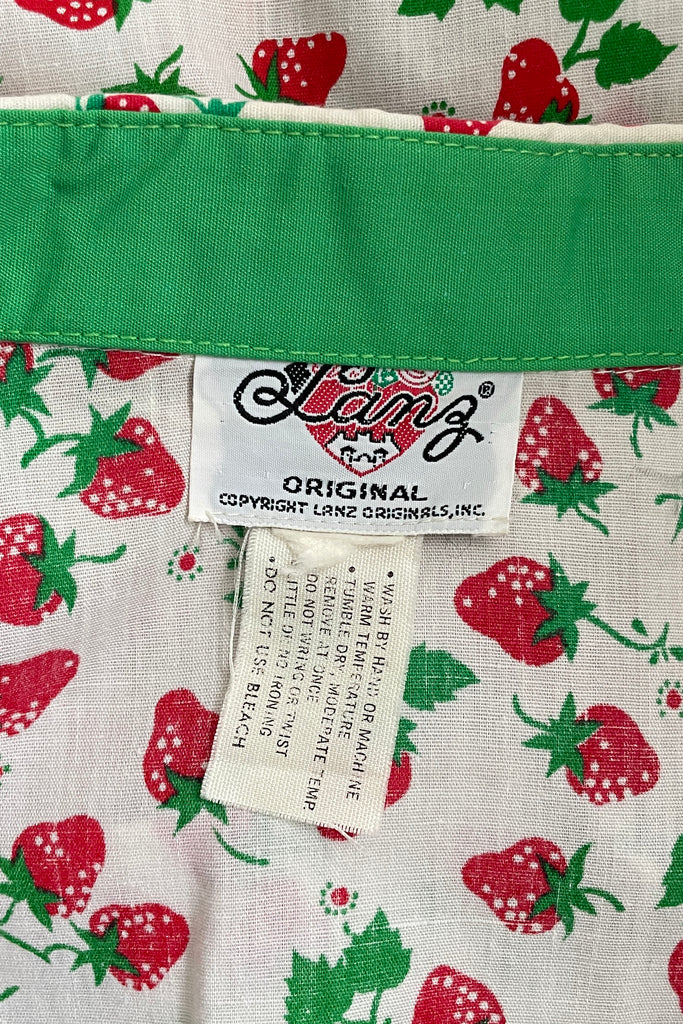 Lanz®
ORIGINAL
COPYRIGHT LANZ ORIGINALS, INC.
• WASH BY HAND OR MACHINE
WARM TEMPERATURE
• TUMBLE DRY, MODERATE TEMP.
REMOVE AT ONCE
DO NOT WRING OR TWIST
LITTLE OR NO IRONING
• DO NOT USE BLEACH